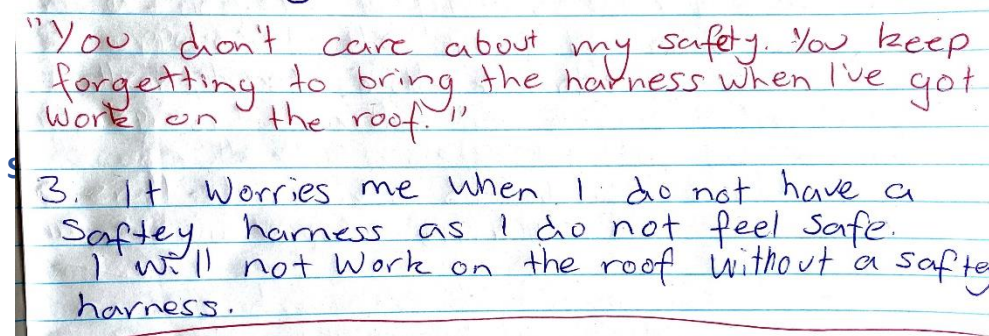 "You don't care about my safety. You keep
forgetting to bring the harness when I've got
work on the roof."
3. It worries me when I do not have a
Saftey harness as I do not feel safe.
I will not work on the roof without a safte
harness.